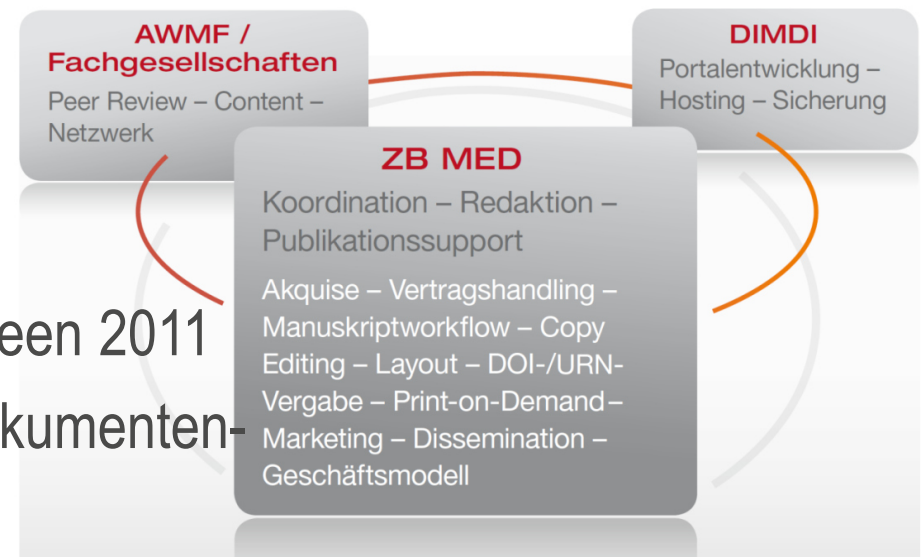 AWMF /
Fachgesellschaften
Peer Review – Content –
Netzwerk
DIMDI
Portalentwicklung –
Hosting – Sicherung
ZB MED
Koordination – Redaktion –
Publikationssupport
Akquise – Vertragshandling –
Manuskriptworkflow – Copy
Editing – Layout – DOI-/URN-
Vergabe – Print-on-Demand –
Marketing – Dissemination –
Geschäftsmodell
een 2011
kumenten-